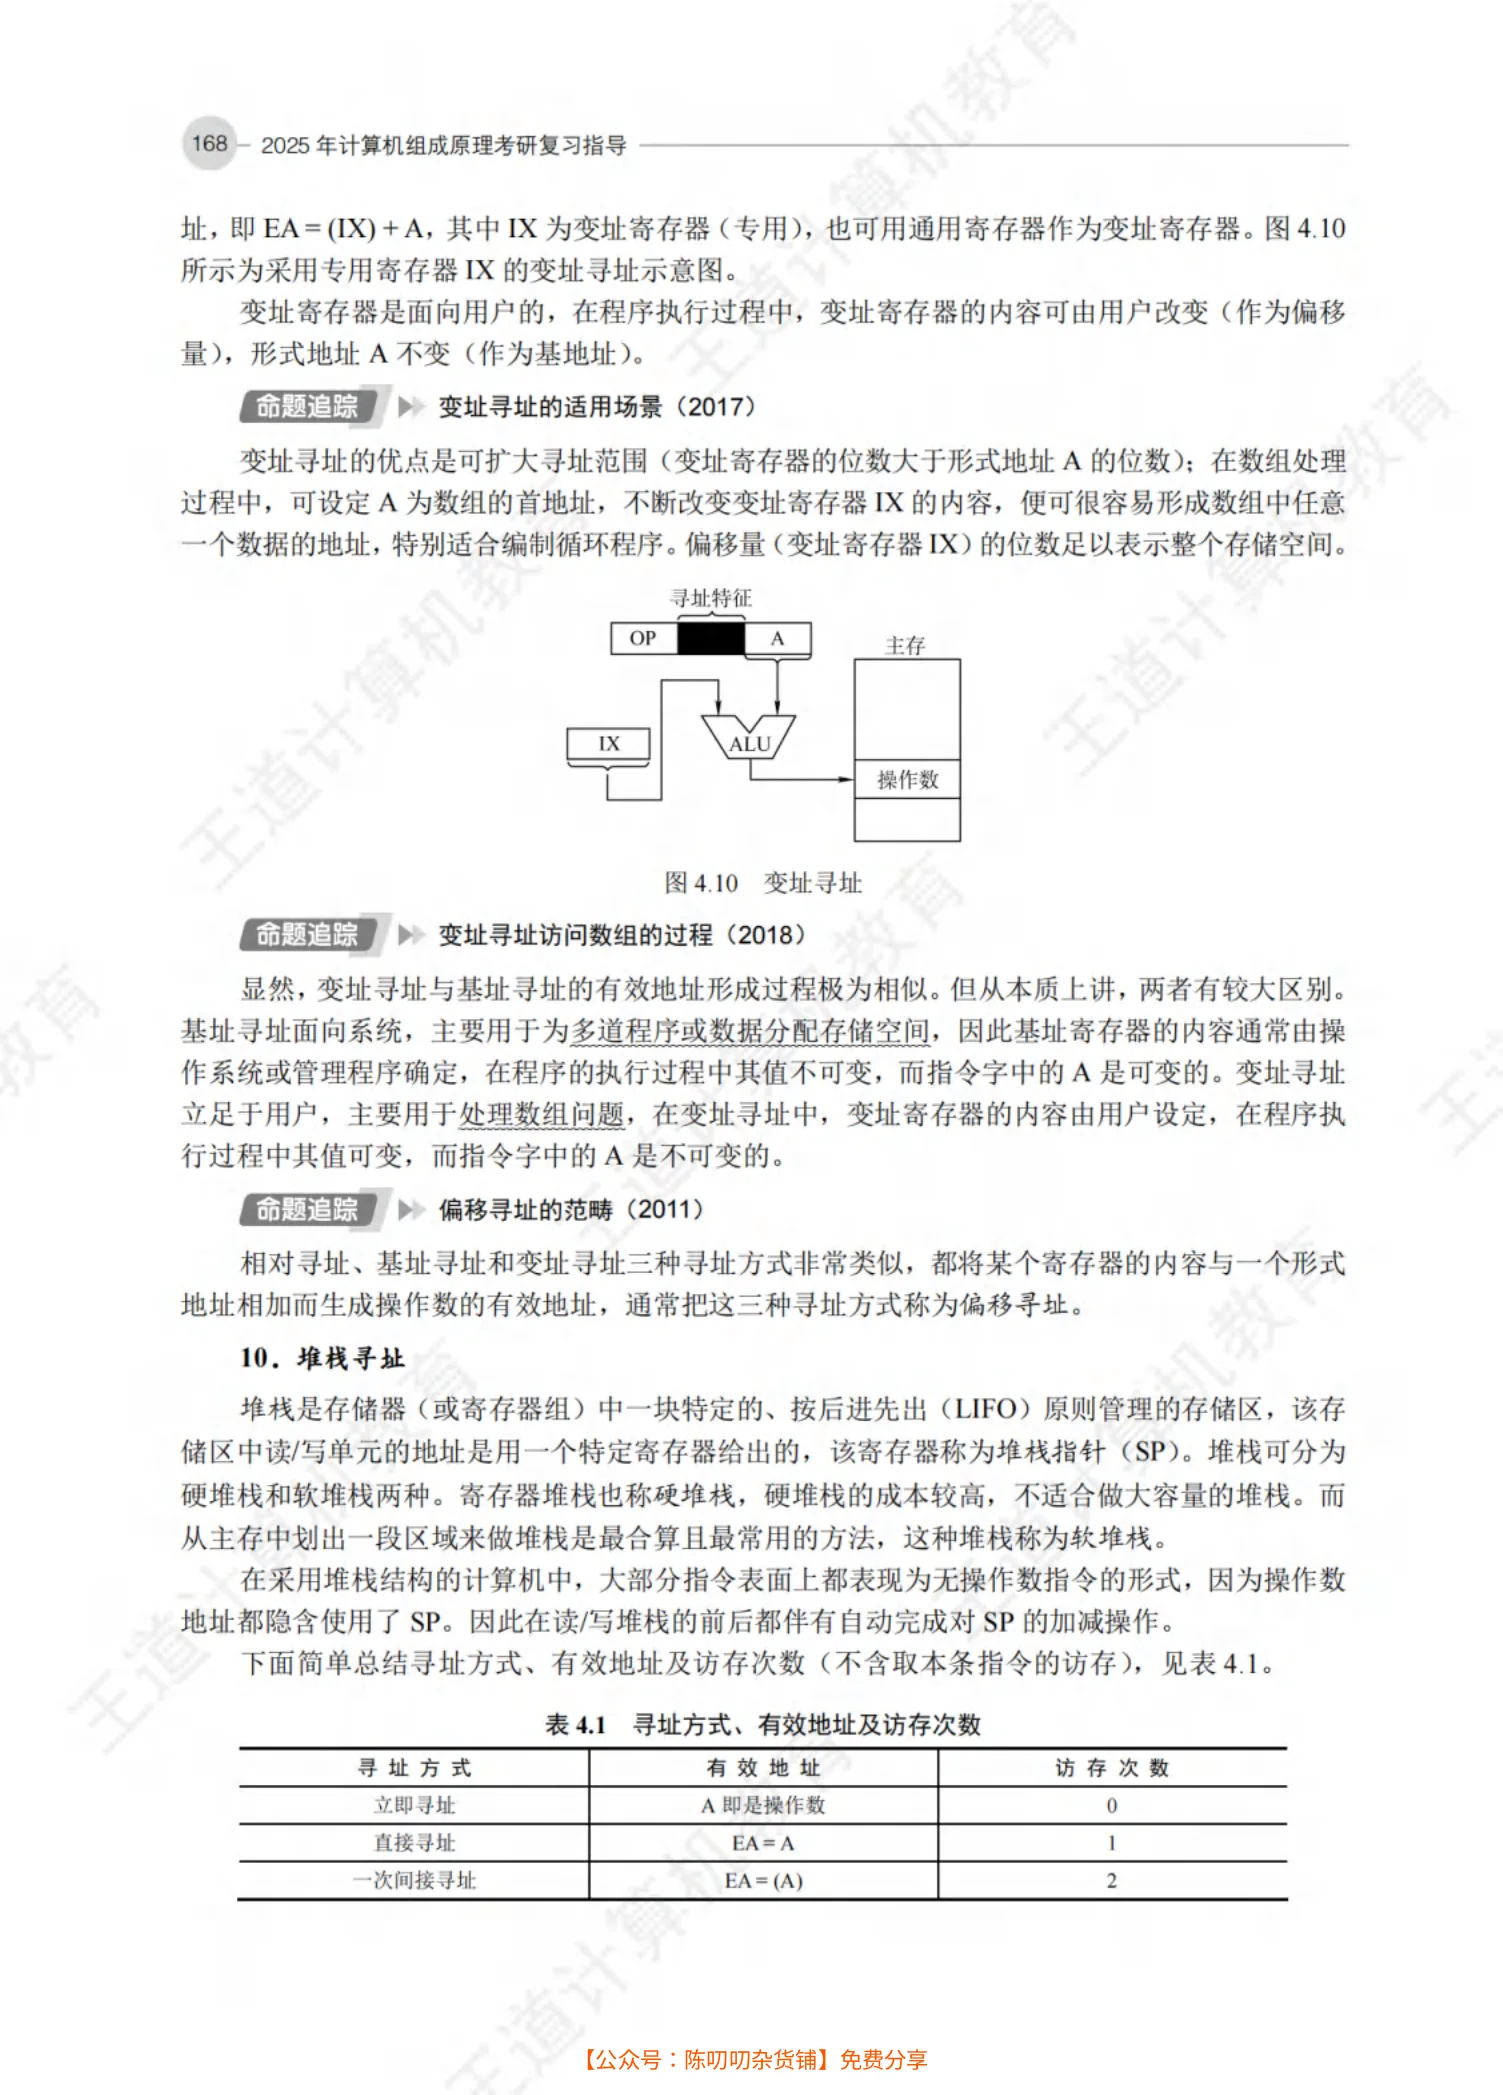 168 2025 年计算机组成原理考研复习指导
址，即 EA = (IX) + A，其中 IX 为变址寄存器（专用），也可用通用寄存器作为变址寄存器。图 4.10
所示为采用专用寄存器 IX 的变址寻址示意图。
变址寄存器是面向用户的，在程序执行过程中，变址寄存器的内容可由用户改变（作为偏移
量），形式地址 A 不变（作为基地址）。
命题追踪 变址寻址的适用场景（2017）
变址寻址的优点是可扩大寻址范围（变址寄存器的位数大于形式地址 A 的位数）；在数组处理
过程中，可设定 A 为数组的首地址，不断改变变址寄存器 IX 的内容，便可很容易形成数组中任意
一个数据的地址，特别适合编制循环程序。偏移量（变址寄存器 IX）的位数足以表示整个存储空间。
寻址特征
OP A
主存
IX
ALU
操作数
图 4.10 变址寻址
命题追踪 变址寻址访问数组的过程（2018）
显然，变址寻址与基址寻址的有效地址形成过程极为相似。但从本质上讲，两者有较大区别。
基址寻址面向系统，主要用于为多道程序或数据分配存储空间，因此基址寄存器的内容通常由操
作系统或管理程序确定，在程序的执行过程中其值不可变，而指令字中的 A 是可变的。变址寻址
立足于用户，主要用于处理数组问题，在变址寻址中，变址寄存器的内容由用户设定，在程序执
行过程中其值可变，而指令字中的 A 是不可变的。
命题追踪 偏移寻址的范畴（2011）
相对寻址、基址寻址和变址寻址三种寻址方式非常类似，都将某个寄存器的内容与一个形式
地址相加而生成操作数的有效地址，通常把这三种寻址方式称为偏移寻址。
10．堆栈寻址
堆栈是存储器（或寄存器组）中一块特定的、按后进先出（LIFO）原则管理的存储区，该存
储区中读/写单元的地址是用一个特定寄存器给出的，该寄存器称为堆栈指针（SP）。堆栈可分为
硬堆栈和软堆栈两种。寄存器堆栈也称硬堆栈，硬堆栈的成本较高，不适合做大容量的堆栈。而
从主存中划出一段区域来做堆栈是最合算且最常用的方法，这种堆栈称为软堆栈。
在采用堆栈结构的计算机中，大部分指令表面上都表现为无操作数指令的形式，因为操作数
地址都隐含使用了 SP。因此在读/写堆栈的前后都伴有自动完成对 SP 的加减操作。
下面简单总结寻址方式、有效地址及访存次数（不含取本条指令的访存），见表 4.1。
表 4.1 寻址方式、有效地址及访存次数
寻址方式 有效地址 访存次数
立即寻址 A 即是操作数 0
直接寻址 EA = A 1
一次间接寻址 EA = (A) 2
【公众号：陈叨叨杂货铺】免费分享
王道计算机教育